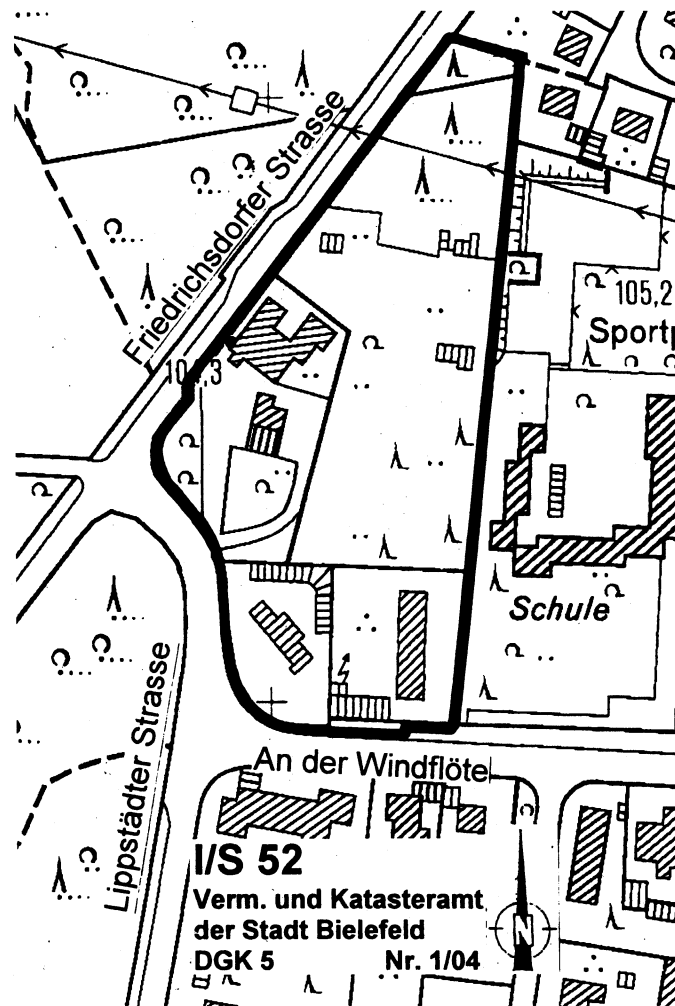 Friedrichsdorfer Strasse
105,2
Sportp
Schule
Lippstädter Strasse
An der Windflöte
I/S 52
Verm. und Katasteramt
der Stadt Bielefeld
DGK 5 Nr. 1/04
N